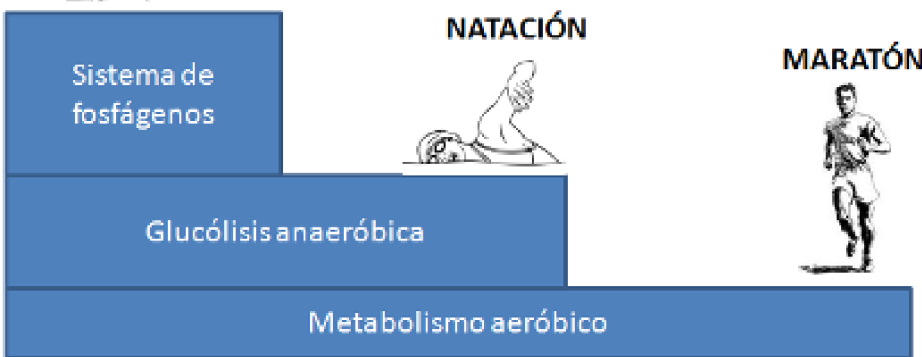 NATACIÓN
MARATÓN
Sistema de
fosfágenos
Glucólisis anaeróbica
Metabolismo aeróbico